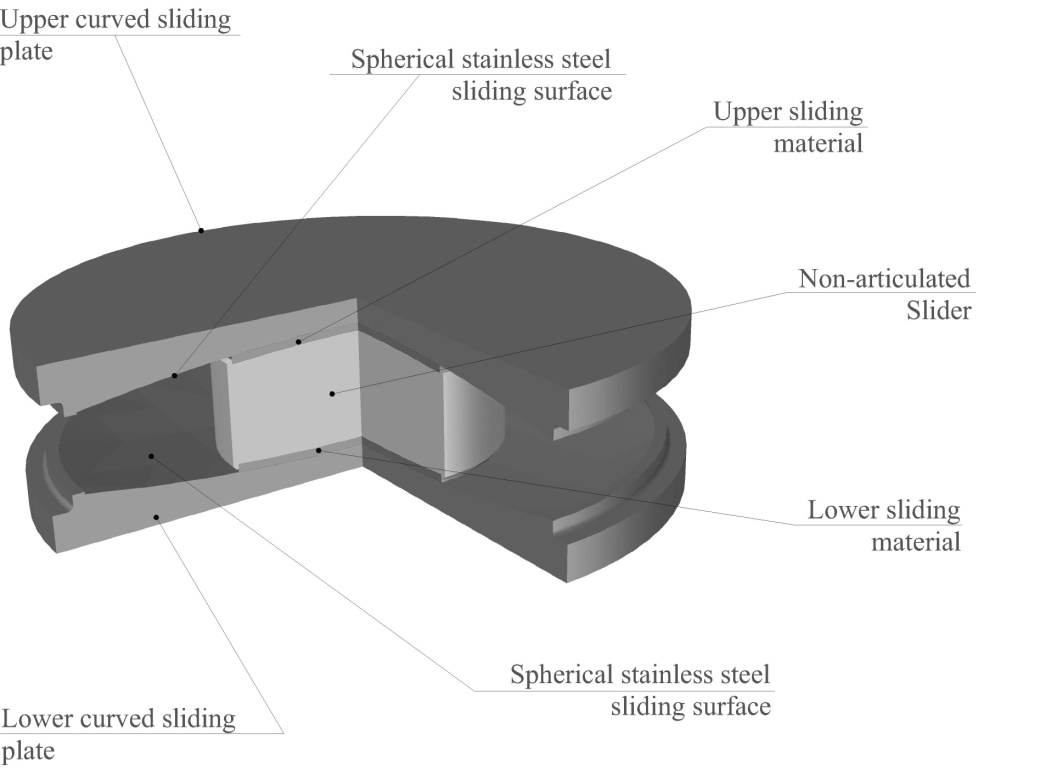 Upper curved sliding
plate
Spherical stainless steel
sliding surface
Upper sliding
material
Non-articulated
Slider
Lower sliding
material
Spherical stainless steel
sliding surface
Lower curved sliding
plate